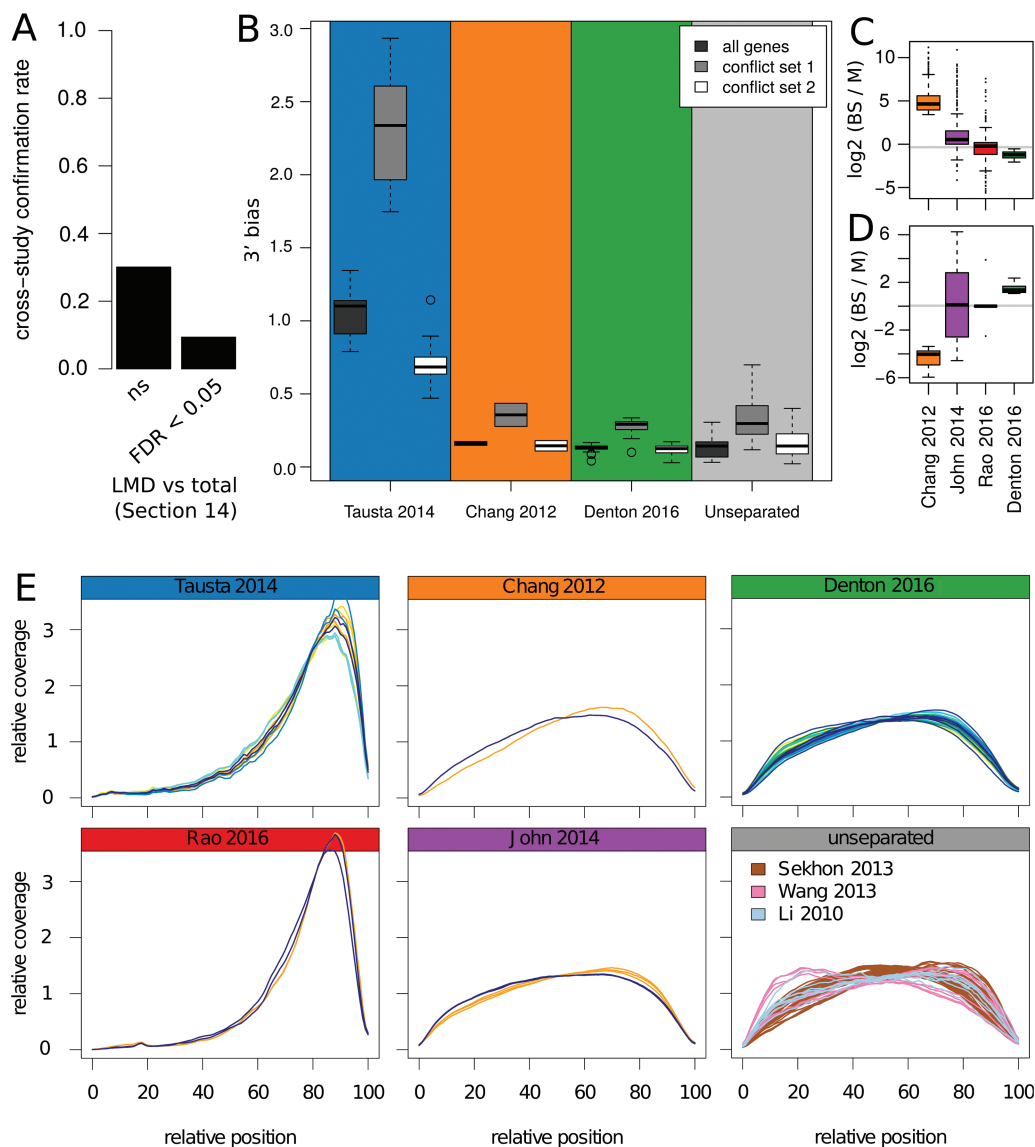 A
cross−study confirmation rate
1.0
0.8
0.6
0.4
0.2
0.0
ns
FDR < 0.05
LMD vs total
(Section 14)
B
3’ bias
3.0
2.5
2.0
1.5
1.0
0.5
0.0
all genes
conflict set 1
conflict set 2
Tausta 2014
Chang 2012
Denton 2016
Unseparated
C
log2 (BS / M)
10
5
0
−5
D
log2 (BS / M)
6
2
−2
−6
Chang 2012
John 2014
Rao 2016
Denton 2016
E
Tausta 2014
Chang 2012
Denton 2016
relative coverage
3
2
1
0
Rao 2016
John 2014
unseparated
relative coverage
3
2
1
0
Sekhon 2013
Wang 2013
Li 2010
0 20 40 60 80 100
0 20 40 60 80 100
0 20 40 60 80 100
relative position
relative position
relative position